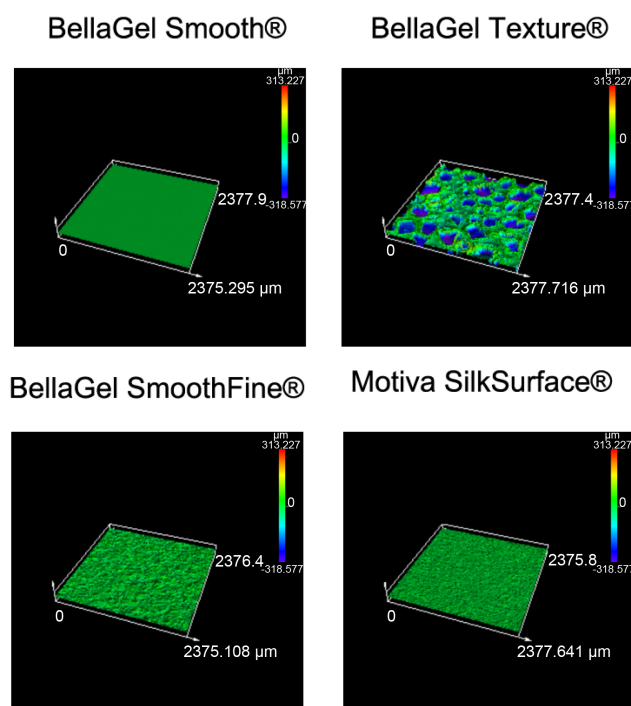 BellaGel Smooth®
BellaGel Texture®
µm
313.227
.0
-318.577
2377.9
0
2375.295 µm
µm
313.227
.0
-318.577
2377.4
0
2377.716 µm
BellaGel SmoothFine®
Motiva SilkSurface®
µm
313.227
.0
-318.577
2376.4
0
2375.108 µm
µm
313.227
.0
-318.577
2375.8
0
2377.641 µm